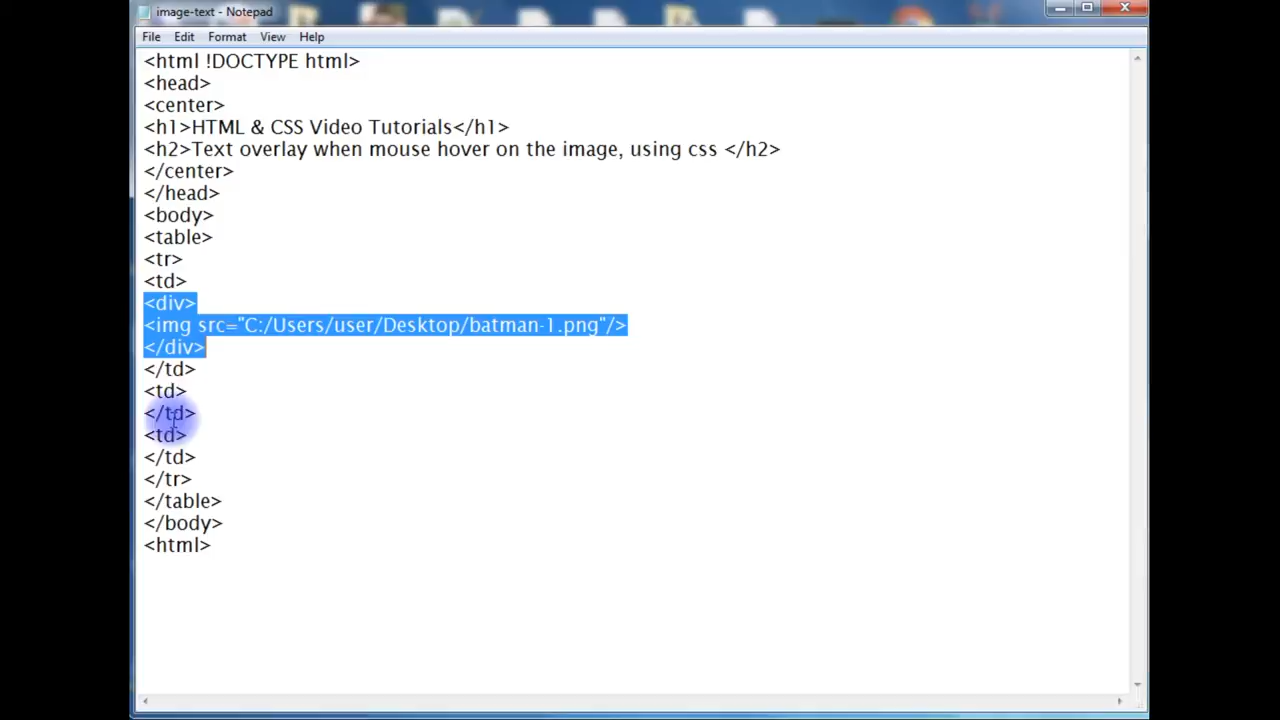 image-text - Notepad
File Edit Format View Help
<html !DOCTYPE html>
<head>
<center>
<h1>HTML & CSS Video Tutorials</h1>
<h2>Text overlay when mouse hover on the image, using css </h2>
</center>
</head>
<body>
<table>
<tr>
<td>
<div>
<img src="C:/Users/user/Desktop/batman-1.png"/>
</div>
</td>
<td>
</td>
<td>
</td>
</tr>
</table>
</body>
<html>